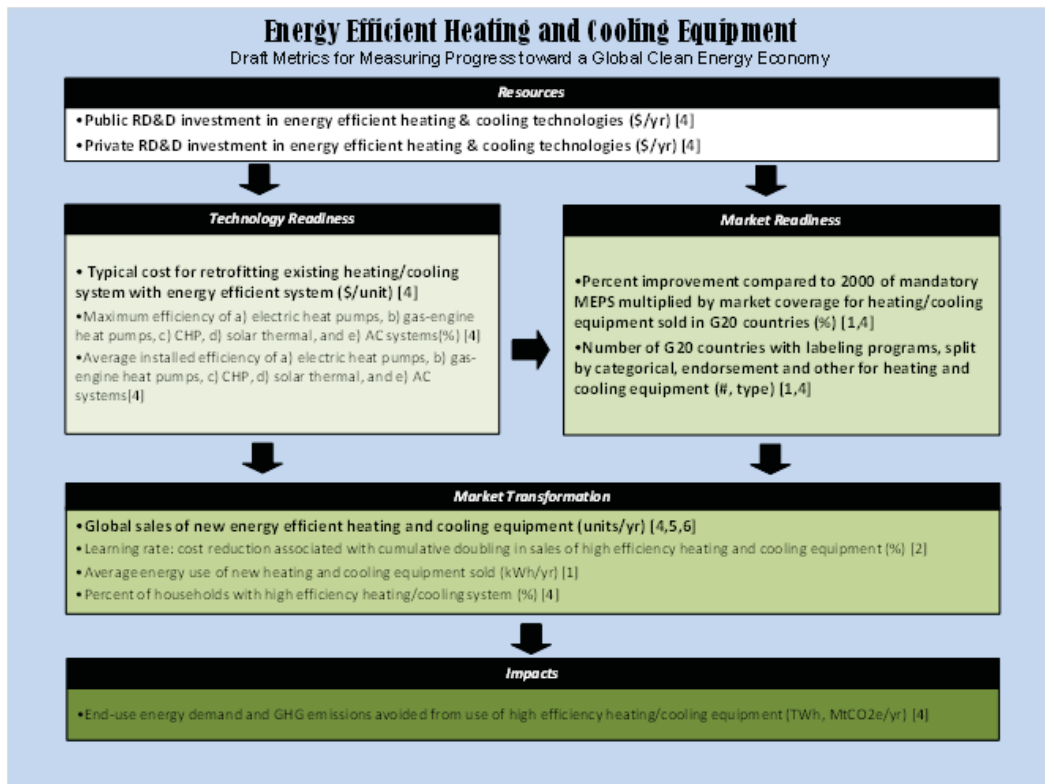 Energy Efficient Heating and Cooling Equipment
Draft Metrics for Measuring Progress toward a Global Clean Energy Economy
Resources
•Public RD&D investment in energy efficient heating & cooling technologies ($/yr) [4]
•Private RD&D investment in energy efficient heating & cooling technologies ($/yr) [4]
Technology Readiness
• Typical cost for retrofitting existing heating/cooling
system with energy efficient system ($/unit) [4]
•Maximum efficiency of a) electric heat pumps, b) gas-engine
heat pumps, c) CHP, d) solar thermal, and e) AC systems(%) [4]
•Average installed efficiency of a) electric heat pumps, b) gas-
engine heat pumps, c) CHP, d) solar thermal, and e) AC
systems[4]
Market Readiness
•Percent improvement compared to 2000 of mandatory
MEPS multiplied by market coverage for heating/cooling
equipment sold in G20 countries (%) [1,4]
•Number of G20 countries with labeling programs, split
by categorical, endorsement and other for heating and
cooling equipment (#, type) [1,4]
Market Transformation
•Global sales of new energy efficient heating and cooling equipment (units/yr) [4,5,6]
•Learning rate: cost reduction associated with cumulative doubling in sales of high efficiency heating and cooling equipment (%) [2]
•Average energy use of new heating and cooling equipment sold (kWh/yr) [1]
•Percent of households with high efficiency heating/cooling system (%) [4]
Impacts
•End-use energy demand and GHG emissions avoided from use of high efficiency heating/cooling equipment (TWh, MtCO2e/yr) [4]